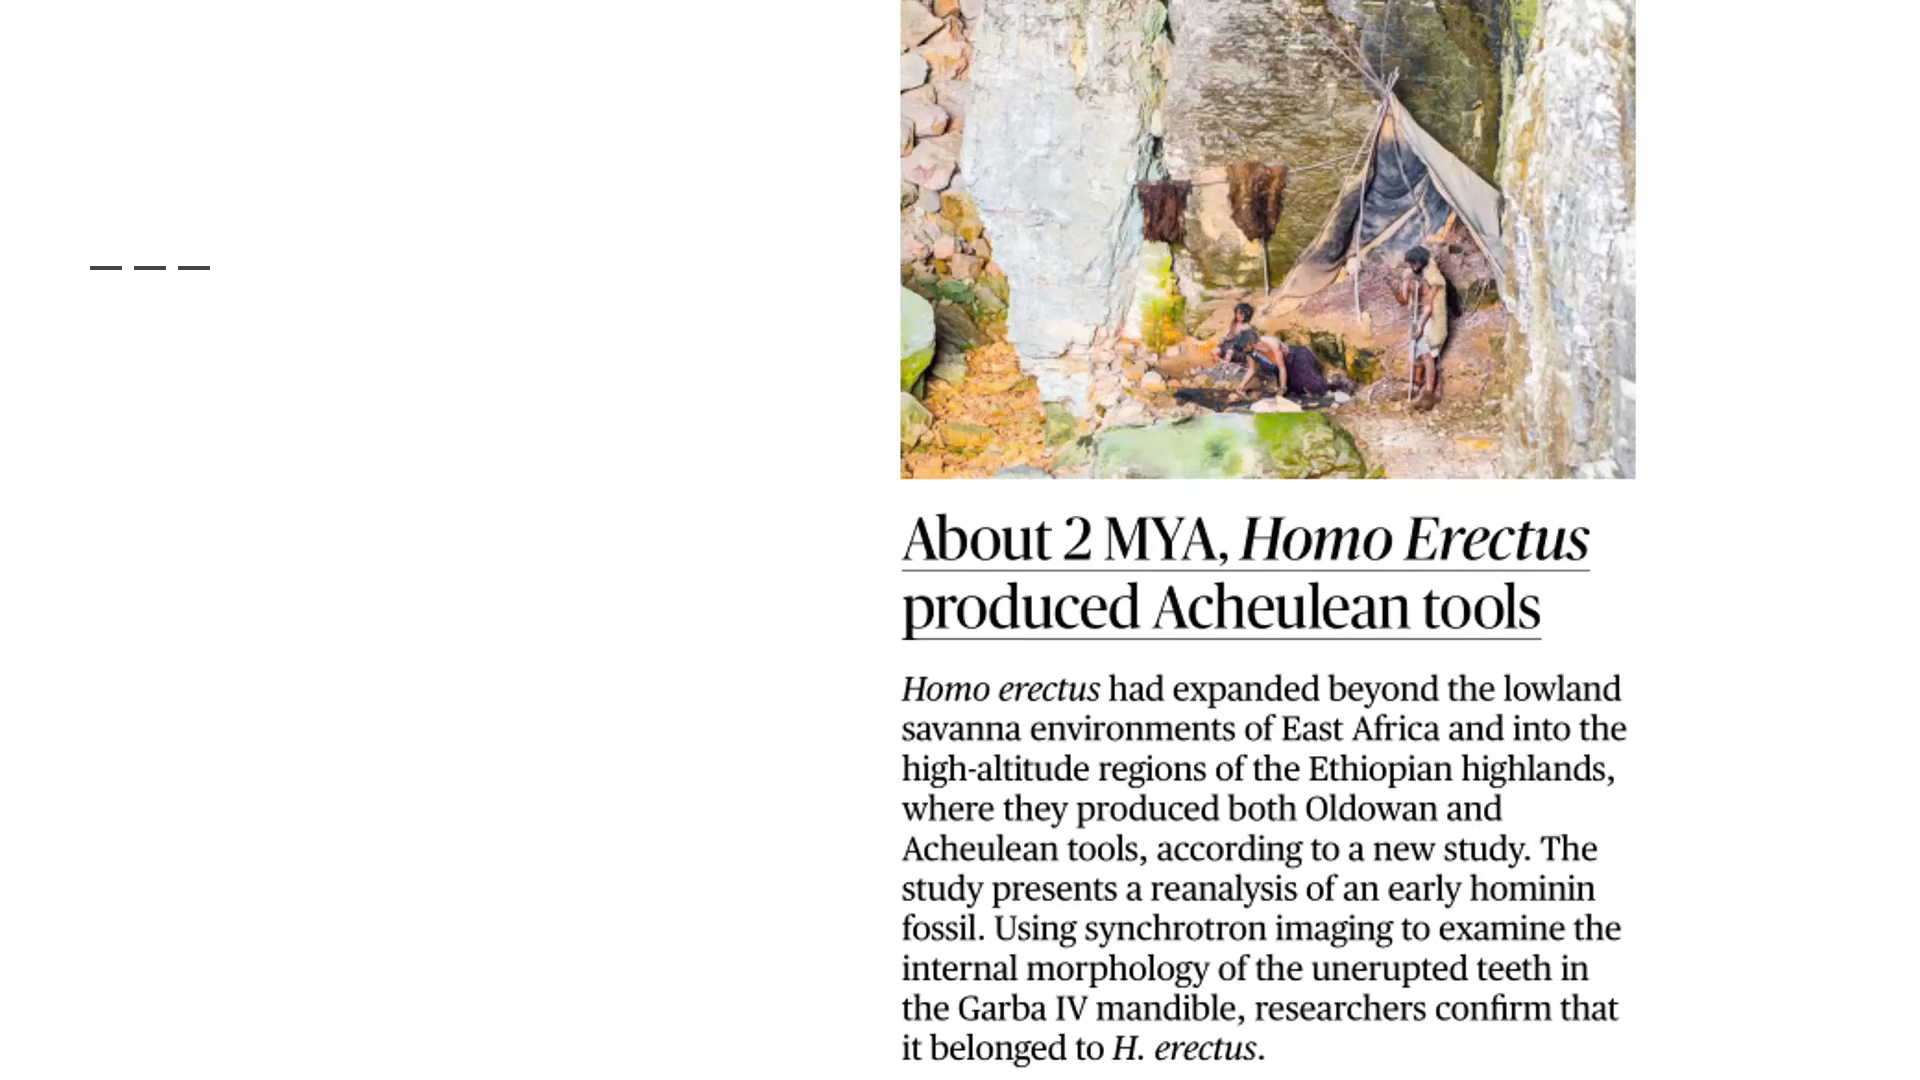 About 2 MYA, Homo Erectus
produced Acheulean tools
Homo erectus had expanded beyond the lowland
savanna environments of East Africa and into the
high-altitude regions of the Ethiopian highlands,
where they produced both Oldowan and
Acheulean tools, according to a new study. The
study presents a reanalysis of an early hominin
fossil. Using synchrotron imaging to examine the
internal morphology of the unerupted teeth in
the Garba IV mandible, researchers confirm that
it belonged to H. erectus.